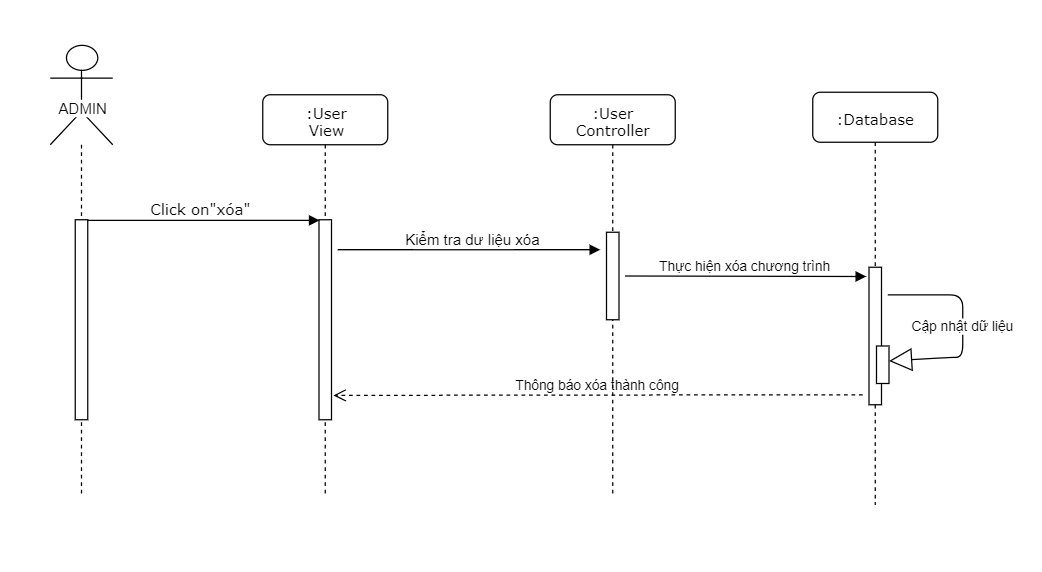 ADMIN
:User
View
:User
Controller
:Database
Click on"xóa"
Kiểm tra dư liệu xóa
Thực hiện xóa chương trình
Cập nhật dữ liệu
Thông báo xóa thành công